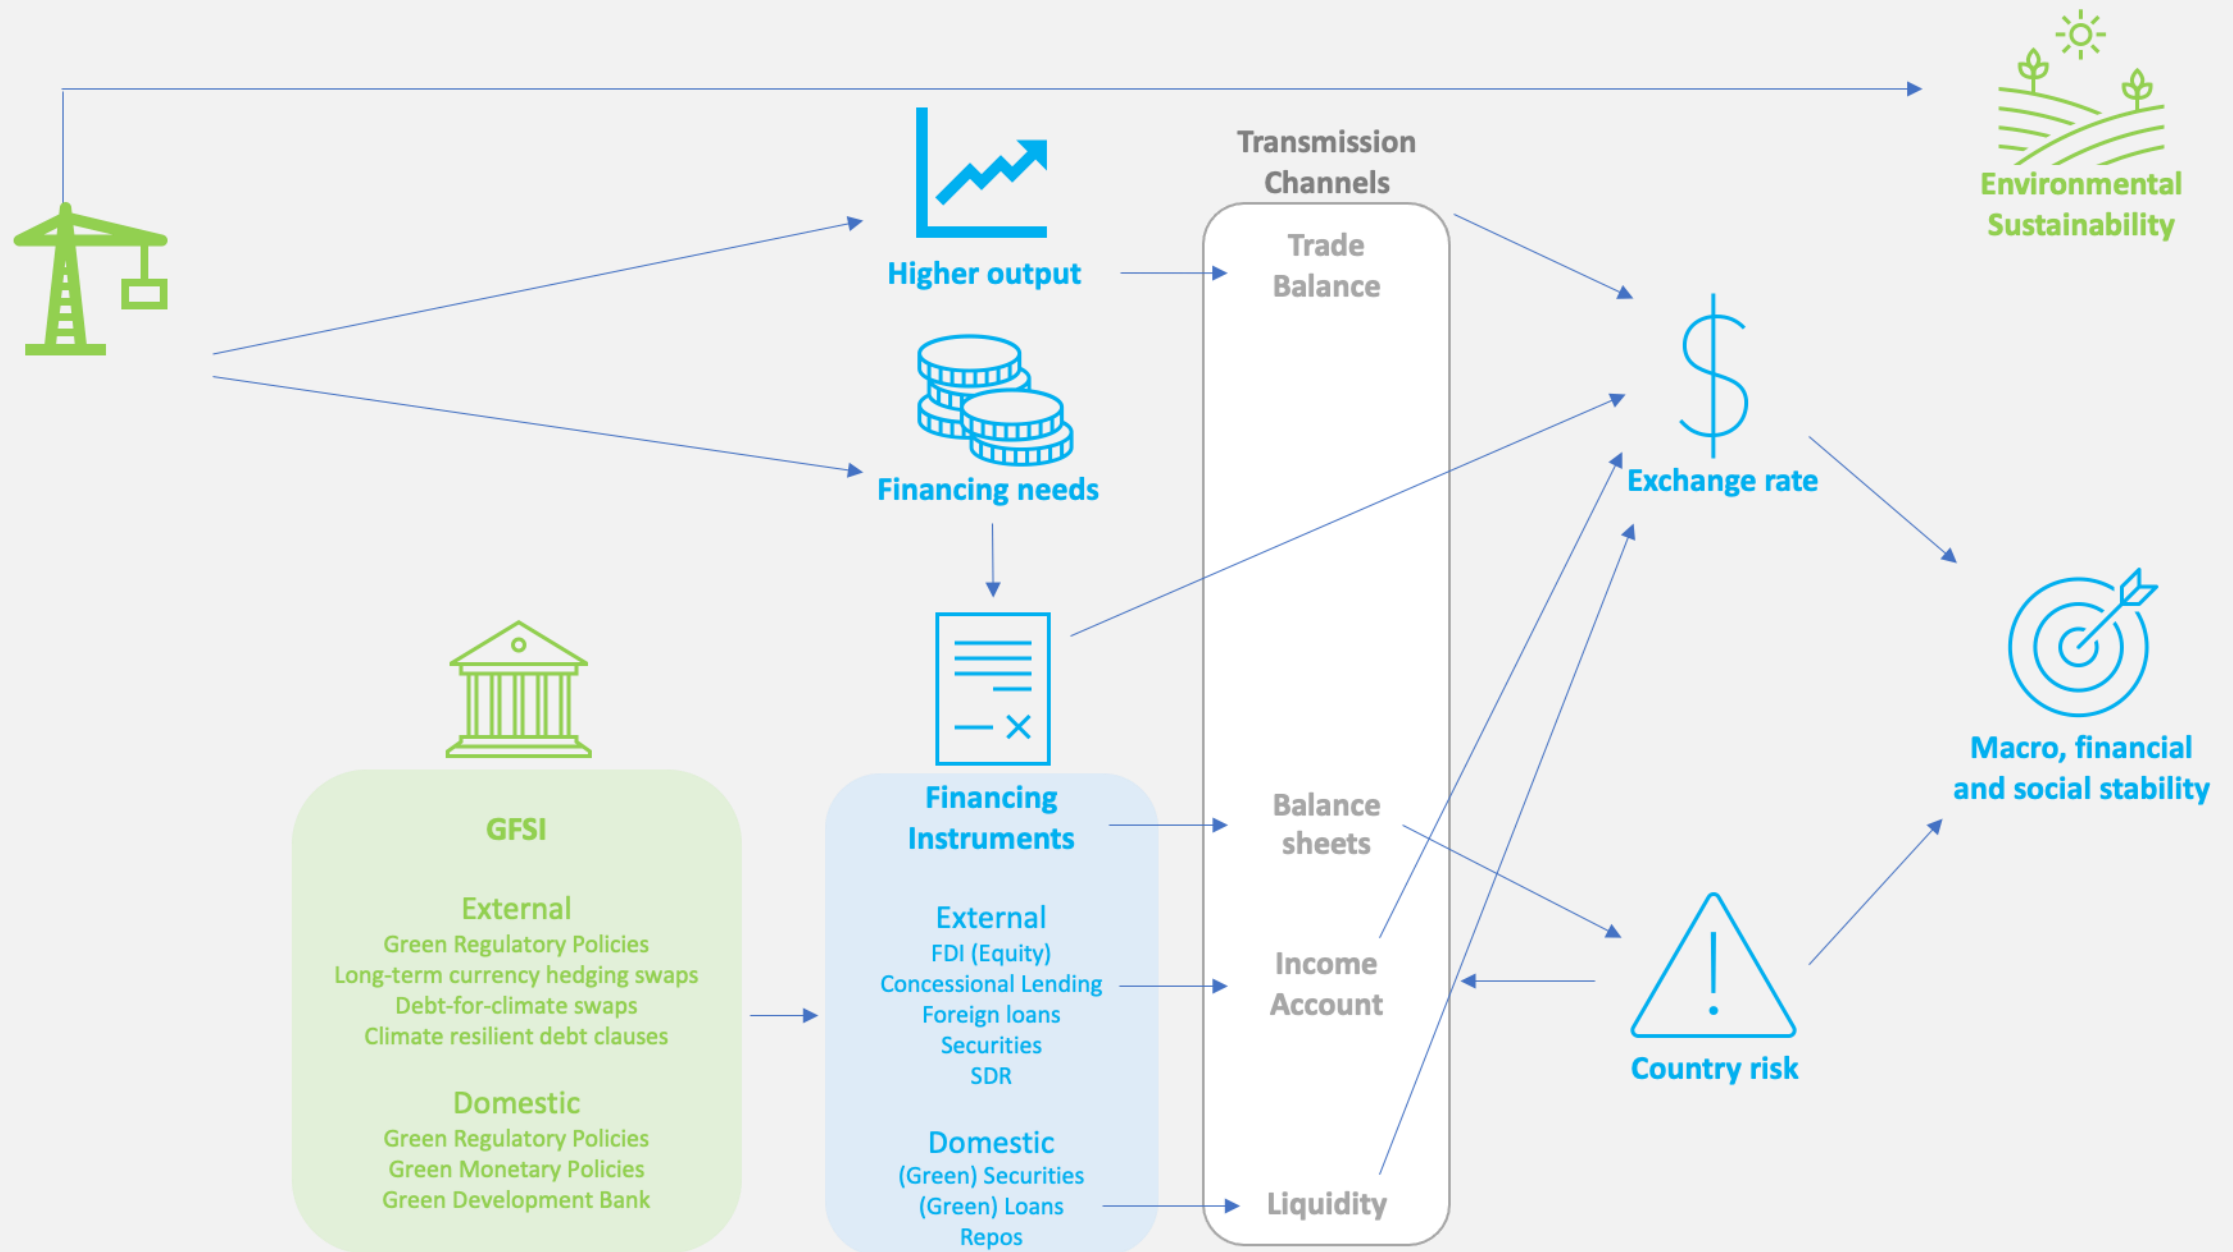 Environmental
Sustainability
Transmission
Channels
Higher output
Trade
Balance
Financing needs
Exchange rate
Macro, financial
and social stability
GFSI
External
Green Regulatory Policies
Long-term currency hedging swaps
Debt-for-climate swaps
Climate resilient debt clauses
Domestic
Green Regulatory Policies
Green Monetary Policies
Green Development Bank
Financing
Instruments
External
FDI (Equity)
Concessional Lending
Foreign loans
Securities
SDR
Domestic
(Green) Securities
(Green) Loans
Repos
Balance
sheets
Income
Account
Liquidity
Country risk